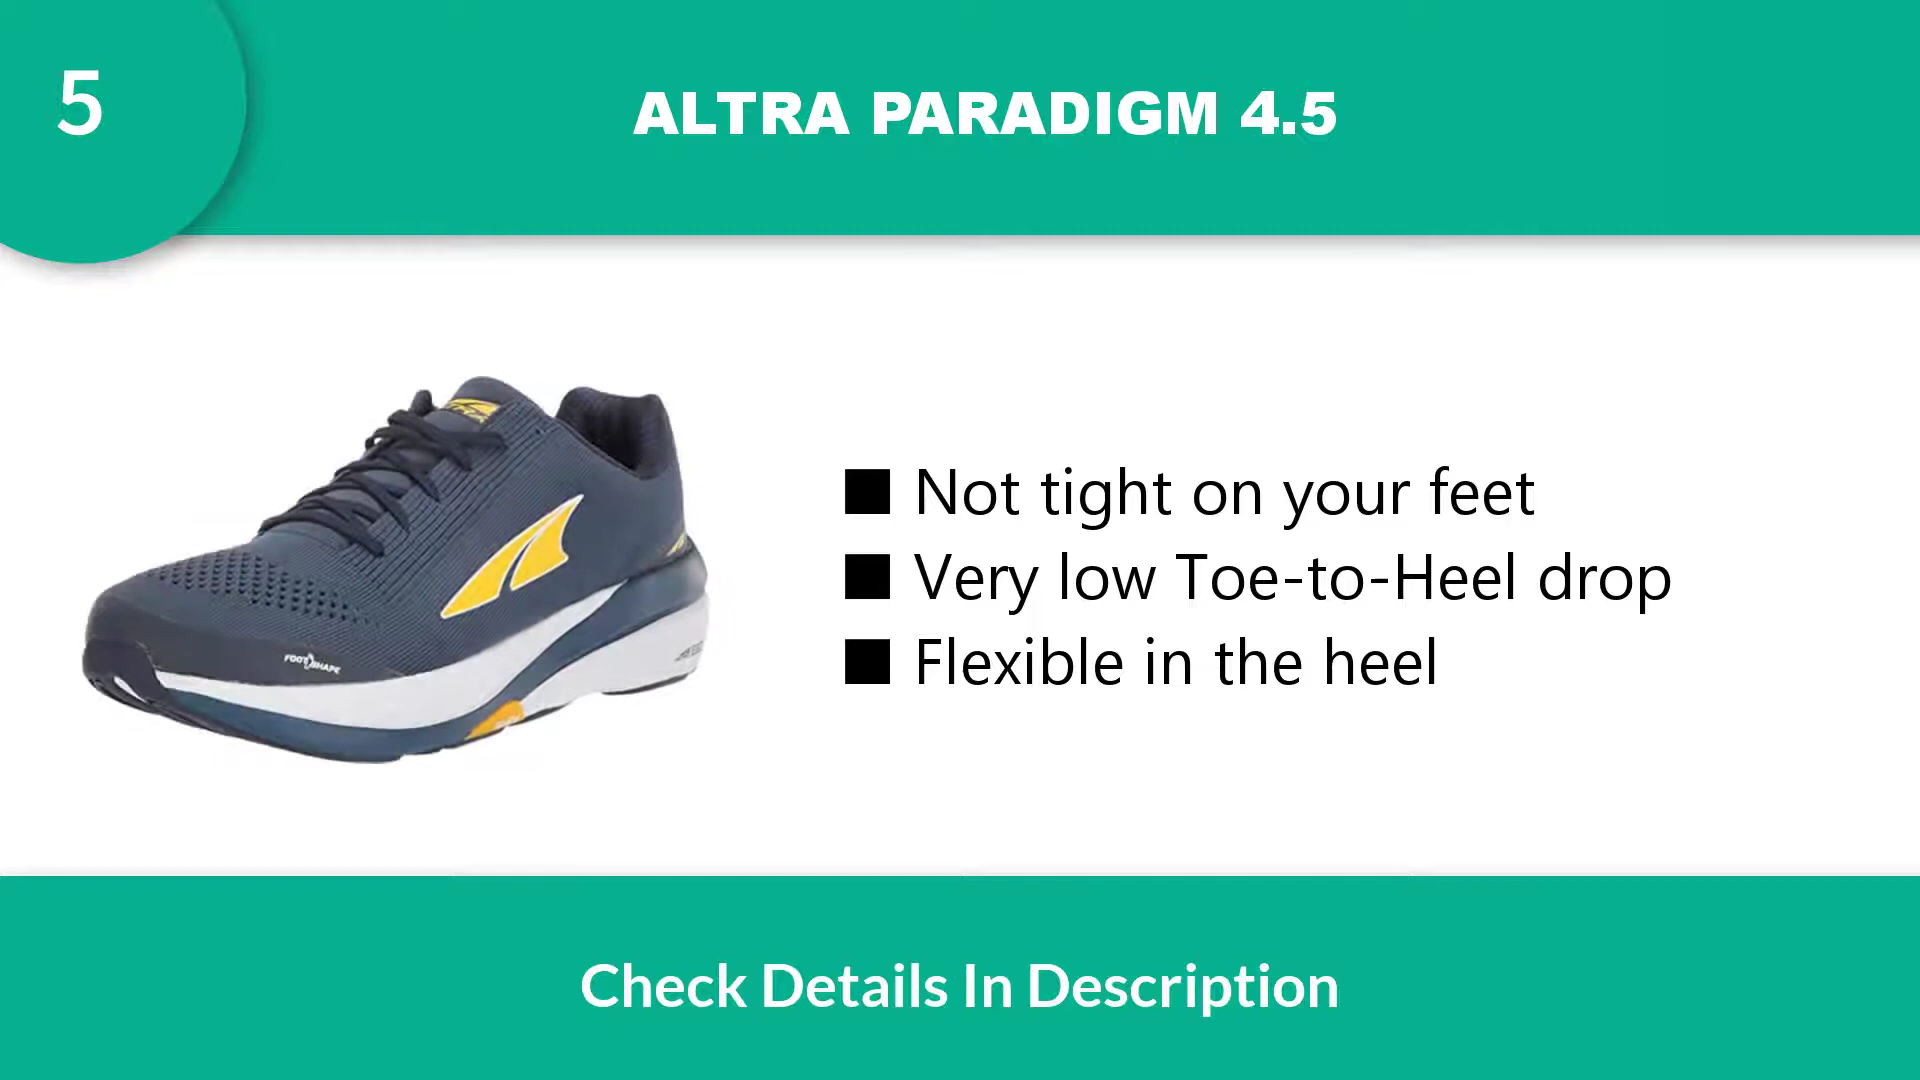 5
ALTRA PARADIGM 4.5
FOOTSHAPE
Not tight on your feet
Very low Toe-to-Heel drop
Flexible in the heel
Check Details In Description